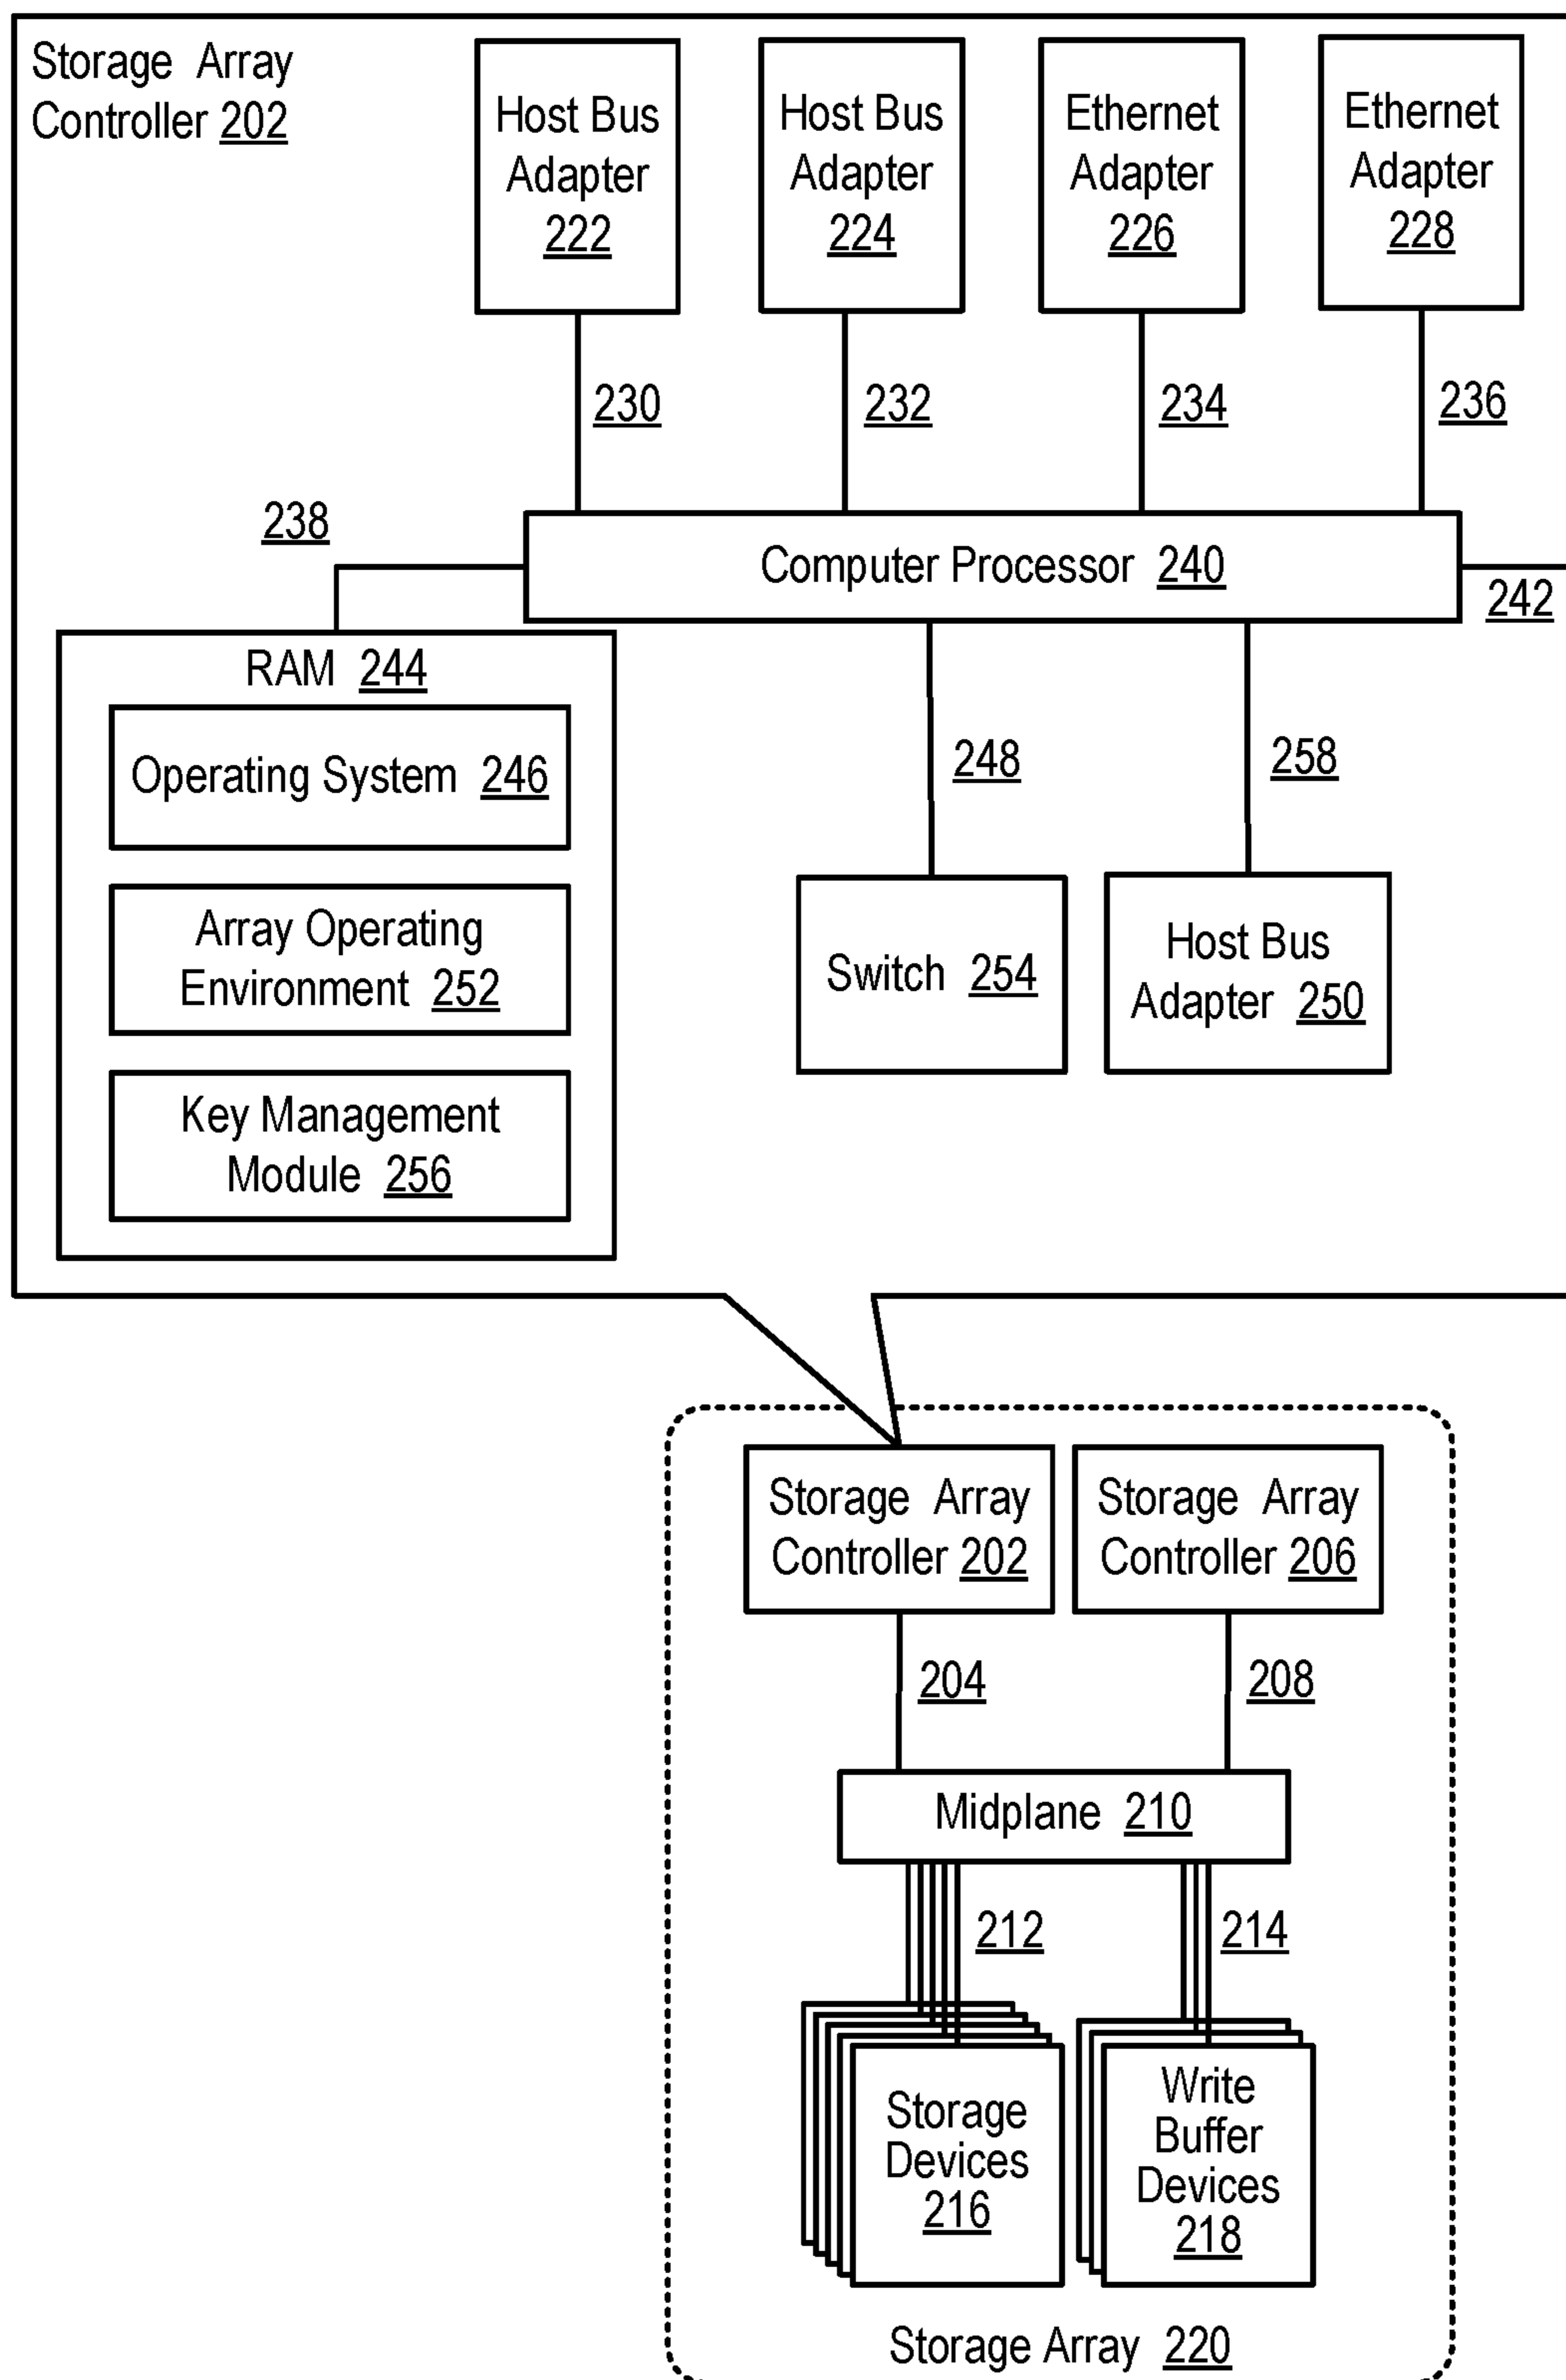 Storage Array
Controller 202
Host Bus
Adapter
222
Host Bus
Adapter
224
Ethernet
Adapter
226
Ethernet
Adapter
228
230
232
234
236
238
Computer Processor 240
242
RAM 244
Operating System 246
Array Operating
Environment 252
Key Management
Module 256
248
258
Switch 254
Host Bus
Adapter 250
Storage Array
Controller 202
Storage Array
Controller 206
204
208
Midplane 210
212
214
Storage
Devices
216
Write
Buffer
Devices
218
Storage Array 220